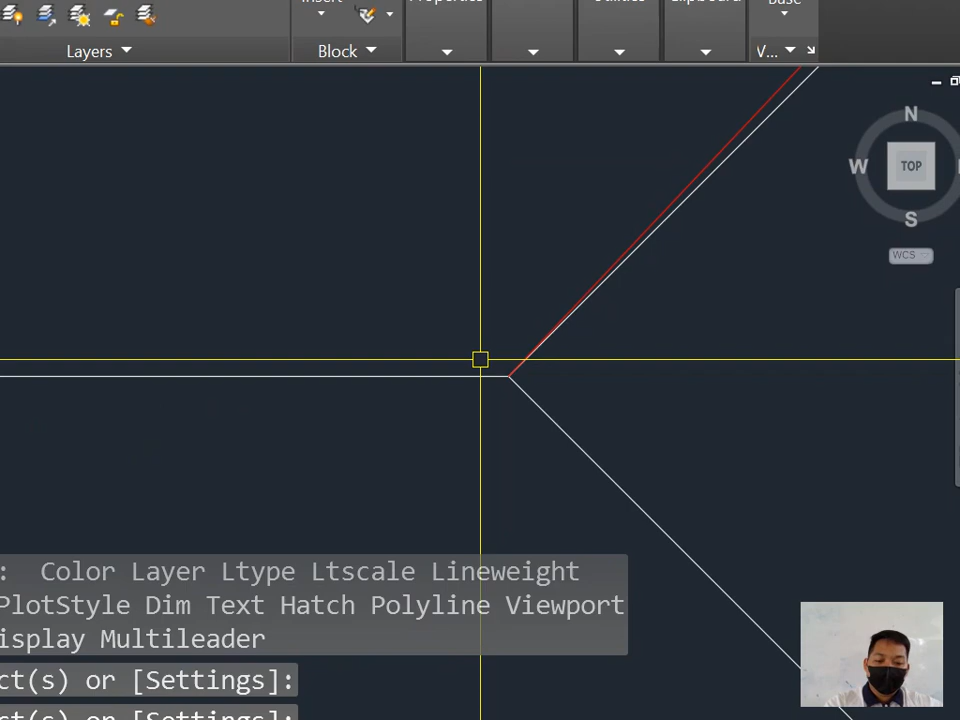 Layers
Block
V...
N
W
TOP
S
WCS
: Color Layer Ltype Ltscale Lineweight
PlotStyle Dim Text Hatch Polyline Viewport
isplay Multileader
ct(s) or [Settings]: